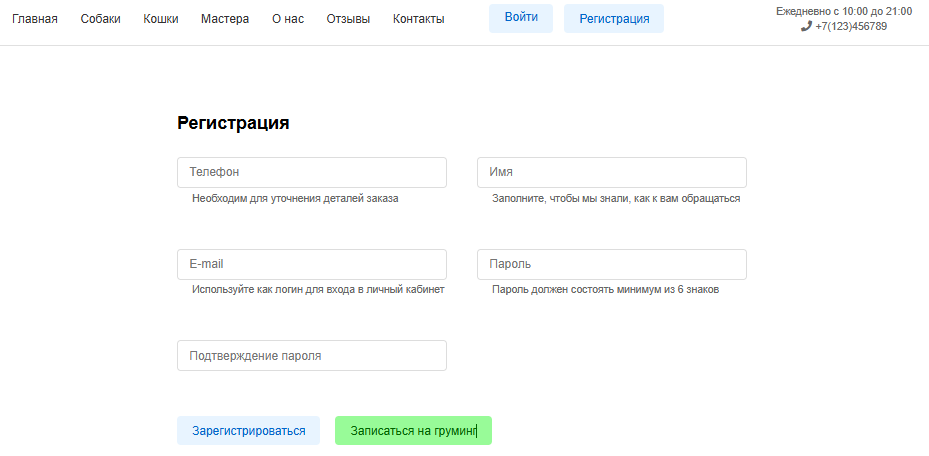 Главная Собаки Кошки Мастера О нас Отзывы Контакты Войти Регистрация Ежедневно с 10:00 до 21:00
+7(123)456789
Регистрация
Телефон Имя
Необходим для уточнения деталей заказа Заполните, чтобы мы знали, как к вам обращаться
E-mail Пароль
Используйте как логин для входа в личный кабинет Пароль должен состоять минимум из 6 знаков
Подтверждение пароля
Зарегистрироваться Записаться на груминг